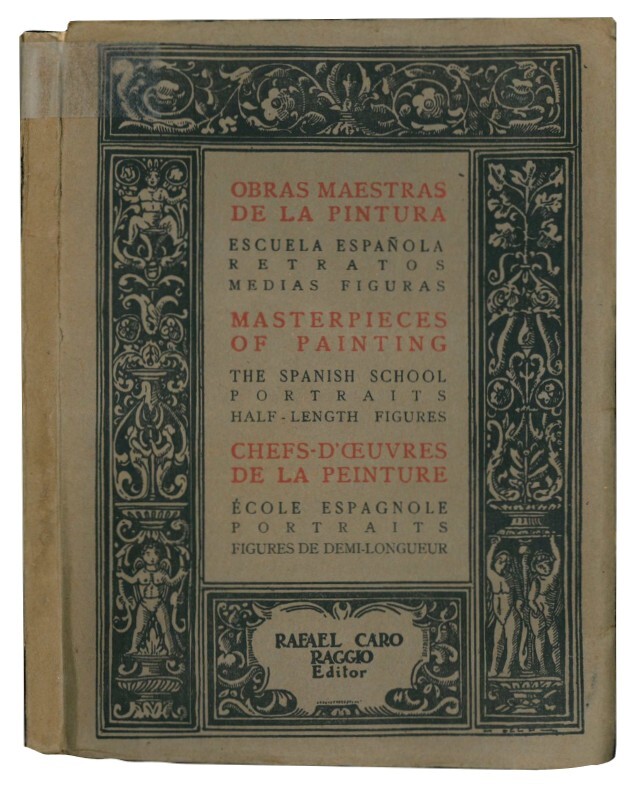 OBRAS MAESTRAS
DE LA PINTURA
ESCUELA ESPAÑOLA
RETRATOS
MEDIAS FIGURAS
MASTERPIECES
OF PAINTING
THE SPANISH SCHOOL
PORTRAITS
HALF-LENGTH FIGURES
CHEFS-D'ŒUVRES
DE LA PEINTURE
ÉCOLE ESPAGNOLE
PORTRAITS
FIGURES DE DEMI-LONGUEUR
RAFAEL CARO
RAGGIO
Editor